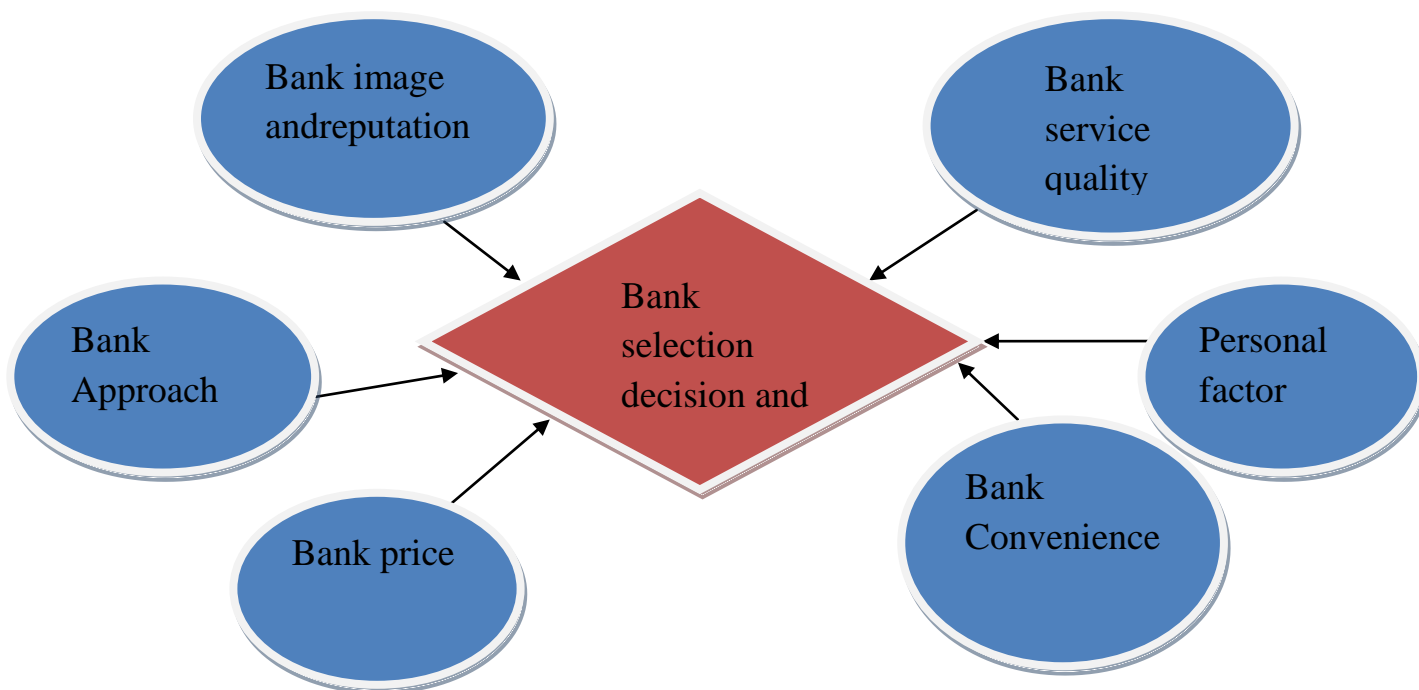 Bank image
andreputation
Bank
service
quality
Bank
selection
decision and
Bank
Approach
Personal
factor
Bank price
Bank
Convenience